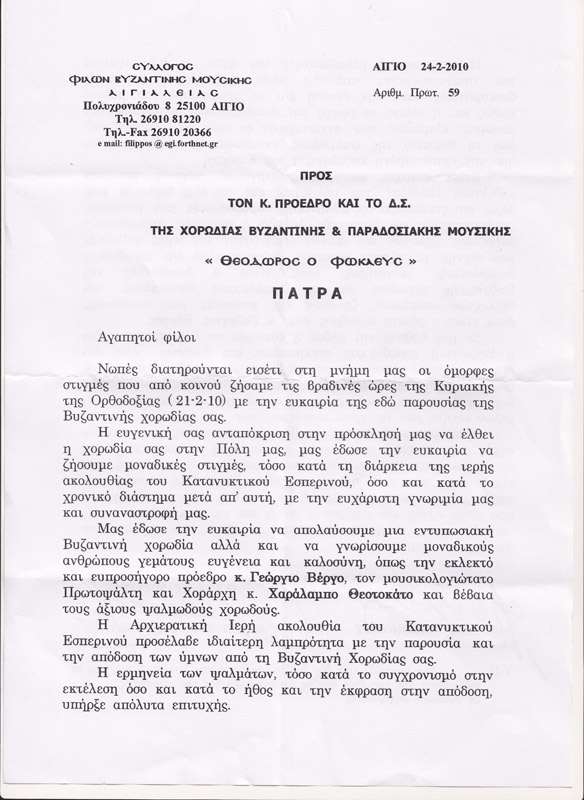 ΣΥΛΛΟΓΟΣ
ΦΙΛΩΝ ΒΥΖΑΝΤΙΝΗΣ ΜΟΥΣΙΚΗΣ
ΑΙΓΙΑΛΕΙΑΣ
Πολυχρονιάδου 8 25100 ΑΙΓΙΟ
Τηλ. 26910 81220
Τηλ.-Fax 26910 20366
e mail: filippos @ egi.forthnet.gr
ΑΙΓΙΟ 24-2-2010
Αριθμ. Πρωτ. 59
ΠΡΟΣ
ΤΟΝ Κ. ΠΡΟΕΔΡΟ ΚΑΙ ΤΟ Δ.Σ.
ΤΗΣ ΧΟΡΩΔΙΑΣ ΒΥΖΑΝΤΙΝΗΣ & ΠΑΡΑΔΟΣΙΑΚΗΣ ΜΟΥΣΙΚΗΣ
« ΘΕΟΔΩΡΟΣ Ο ΦΩΚΑΕΥΣ »
ΠΑΤΡΑ
Αγαπητοί φίλοι
Νωπές διατηρούνται εισέτι στη μνήμη μας οι όμορφες
στιγμές που από κοινού ζήσαμε τις βραδινές ώρες της Κυριακής
της Ορθοδοξίας ( 21-2-10) με την ευκαιρία της εδώ παρουσίας της
Βυζαντινής χορωδίας σας.
Η ευγενική σας ανταπόκριση στην πρόσκλησή μας να έλθει
η χορωδία σας στην Πόλη μας, μας έδωσε την ευκαιρία να
ζήσουμε μοναδικές στιγμές, τόσο κατά τη διάρκεια της ιερής
ακολουθίας του Κατανυκτικού Εσπερινού, όσο και κατά το
χρονικό διάστημα μετά απ' αυτή, με την ευχάριστη γνωριμία μας
και συναναστροφή μας.
Μας έδωσε την ευκαιρία να απολαύσουμε μια εντυπωσιακή
Βυζαντινή χορωδία αλλά και να γνωρίσουμε μοναδικούς
ανθρώπους γεμάτους ευγένεια και καλοσύνη, όπως την εκλεκτό
και ευπροσήγορο πρόεδρο κ. Γεώργιο Βέργο, τον μουσικολογιώτατο
Πρωτοψάλτη και Χοράρχη κ. Χαράλαμπο Θεοτοκάτο και βέβαια
τους άξιους ψαλμωδούς χορωδούς.
Η Αρχιερατική Ιερή ακολουθία του Κατανυκτικού
Εσπερινού προσέλαβε ιδιαίτερη λαμπρότητα με την παρουσία και
την απόδοση των ύμνων από τη Βυζαντινή Χορωδίας σας.
Η ερμηνεία των ψαλμάτων, τόσο κατά το συγχρονισμό στην
εκτέλεση όσο και κατά το ήθος και την έκφραση στην απόδοση,
υπήρξε απόλυτα επιτυχής.